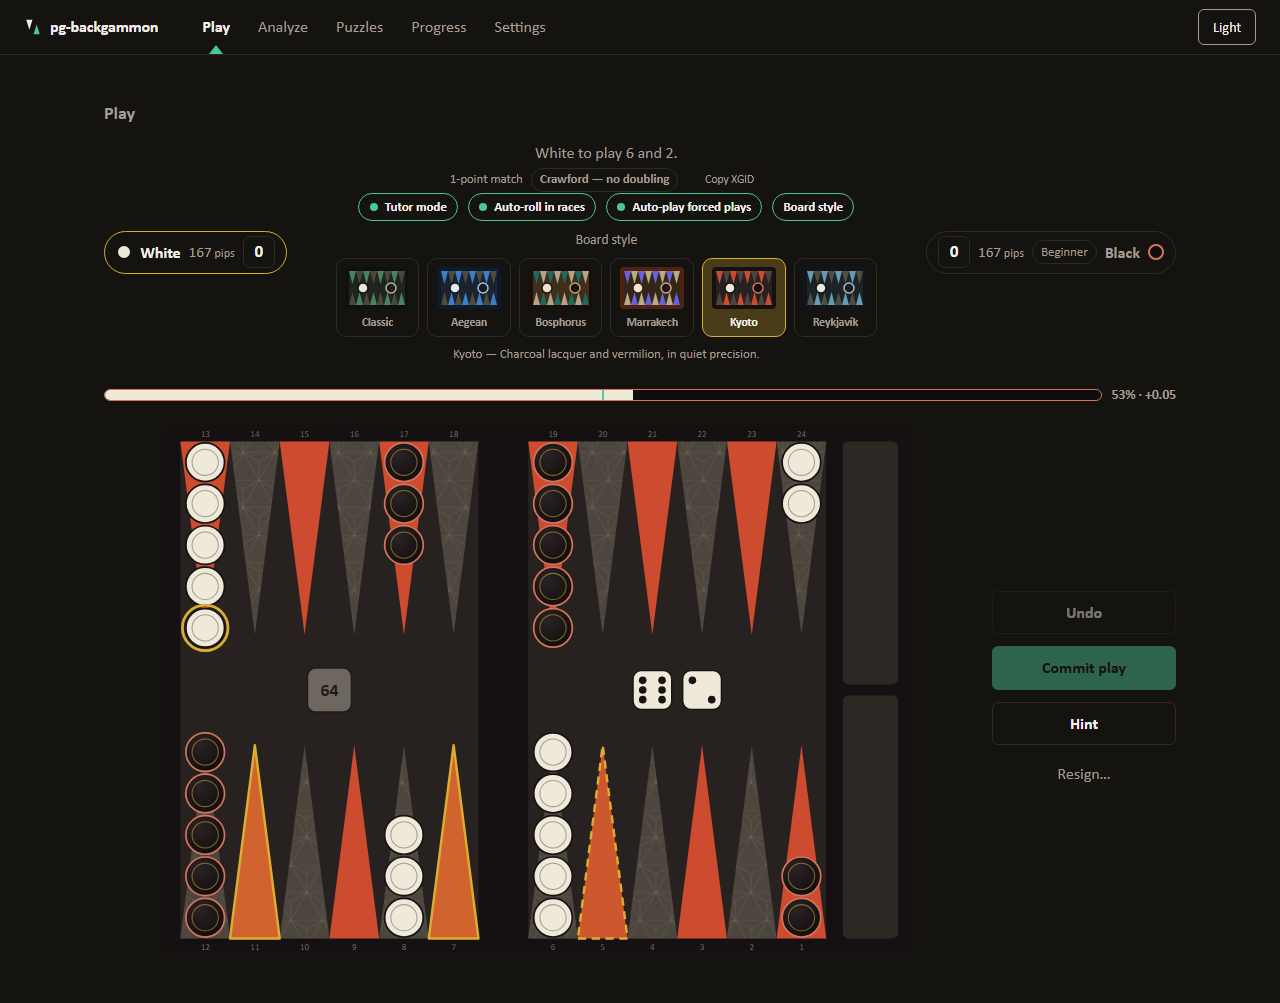 pg-backgammon Play Analyze Puzzles Progress Settings Light
Play
White to play 6 and 2.
1-point match Crawford — no doubling Copy XGID
Tutor mode Auto-roll in races Auto-play forced plays Board style
White 167 pips 0
Board style
0 167 pips Beginner Black
Classic Aegean Bosphorus Marrakech Kyoto Reykjavík
Kyoto — Charcoal lacquer and vermilion, in quiet precision.
53% · +0.05
13 14 15 16 17 18 19 20 21 22 23 24
64
Undo
Commit play
Hint
Resign...
12 11 10 9 8 7 6 5 4 3 2 1